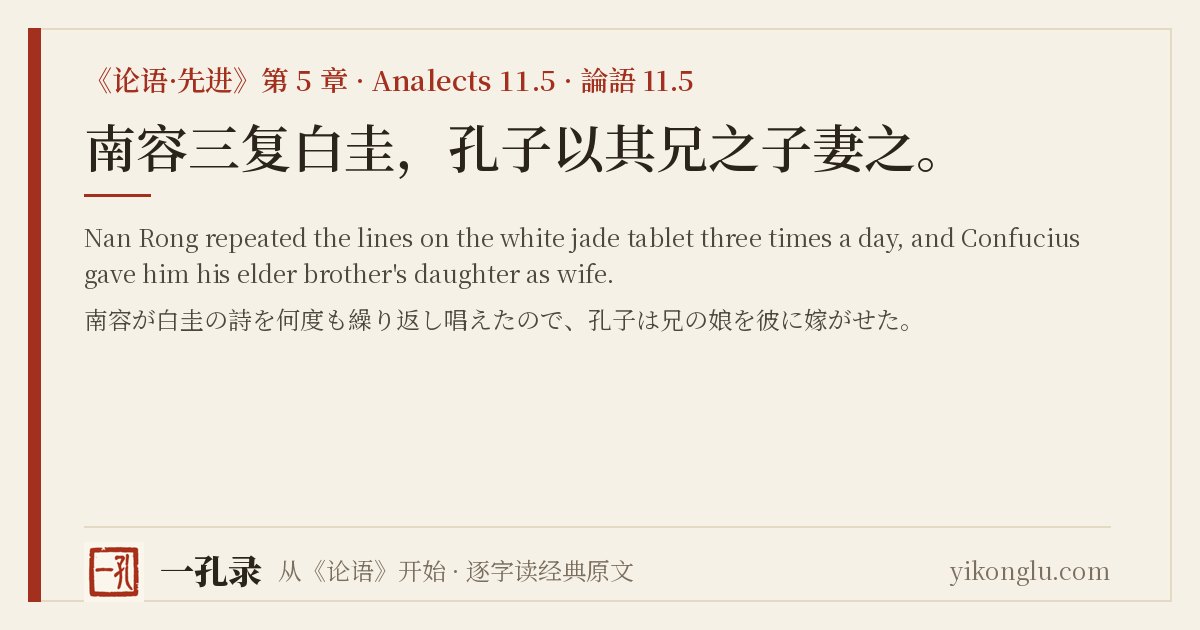 《论语·先进》第 5 章 · Analects 11.5 · 論語 11.5
南容三复白圭，孔子以其兄之子妻之。
Nan Rong repeated the lines on the white jade tablet three times a day, and Confucius
gave him his elder brother's daughter as wife.
南容が白圭の詩を何度も繰り返し唱えたので、孔子は兄の娘を彼に嫁がせた。
一孔
一孔录 从《论语》开始 · 逐字读经典原文 yikonglu.com